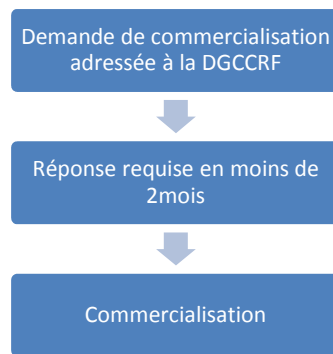 Demande de commercialisation
adressée à la DGCCRF
Réponse requise en moins de
2mois
Commercialisation